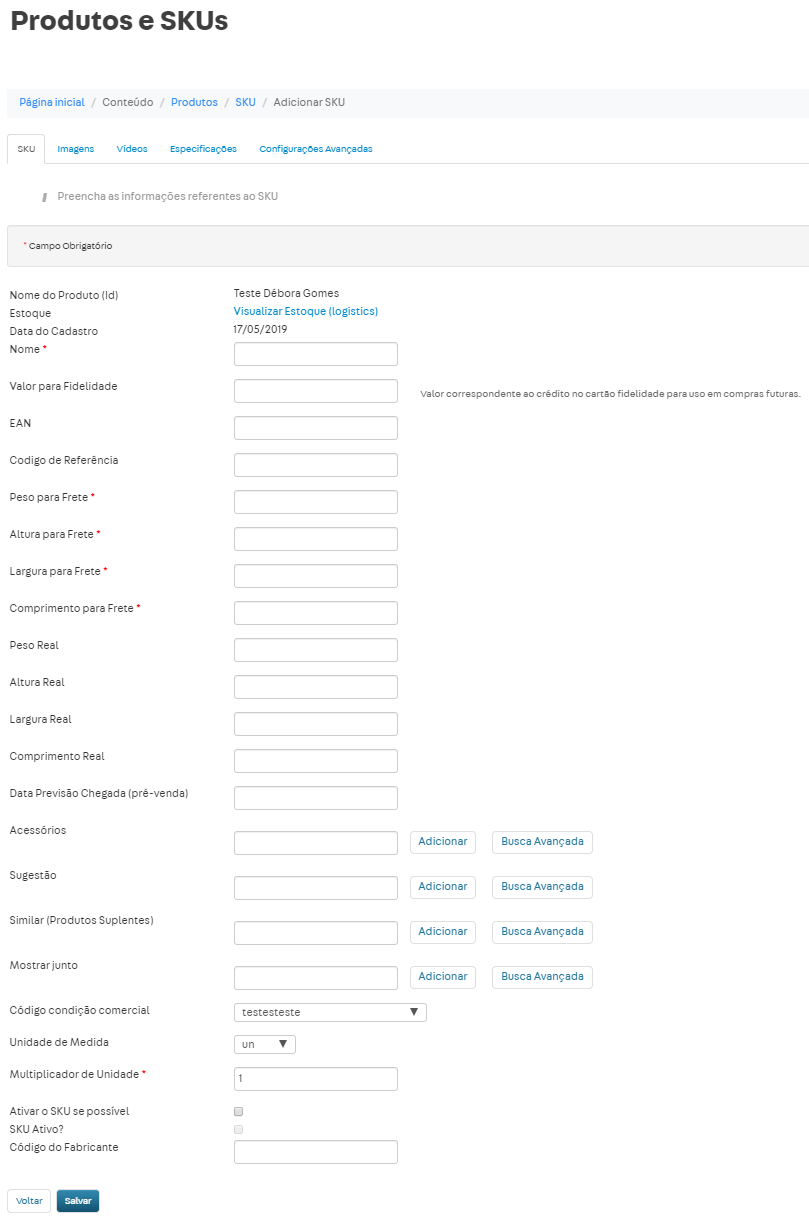 Produtos e SKUs
Página inicial / Conteúdo / Produtos / SKU / Adicionar SKU
SKU Imagens Vídeos Especificações Configurações Avançadas
Preencha as informações referentes ao SKU
* Campo Obrigatório
Nome do Produto (Id) Teste Débora Gomes
Estoque Visualizar Estoque (logistics)
Data do Cadastro 17/05/2019
Nome *
Valor para Fidelidade Valor correspondente ao crédito no cartão fidelidade para uso em compras futuras.
EAN
Codigo de Referência
Peso para Frete *
Altura para Frete *
Largura para Frete *
Comprimento para Frete *
Peso Real
Altura Real
Largura Real
Comprimento Real
Data Previsão Chegada (pré-venda)
Acessórios Adicionar Busca Avançada
Sugestão Adicionar Busca Avançada
Similar (Produtos Suplentes) Adicionar Busca Avançada
Mostrar junto Adicionar Busca Avançada
Código condição comercial testesteste
Unidade de Medida un
Multiplicador de Unidade * 1
Ativar o SKU se possível
SKU Ativo?
Código do Fabricante
Voltar Salvar